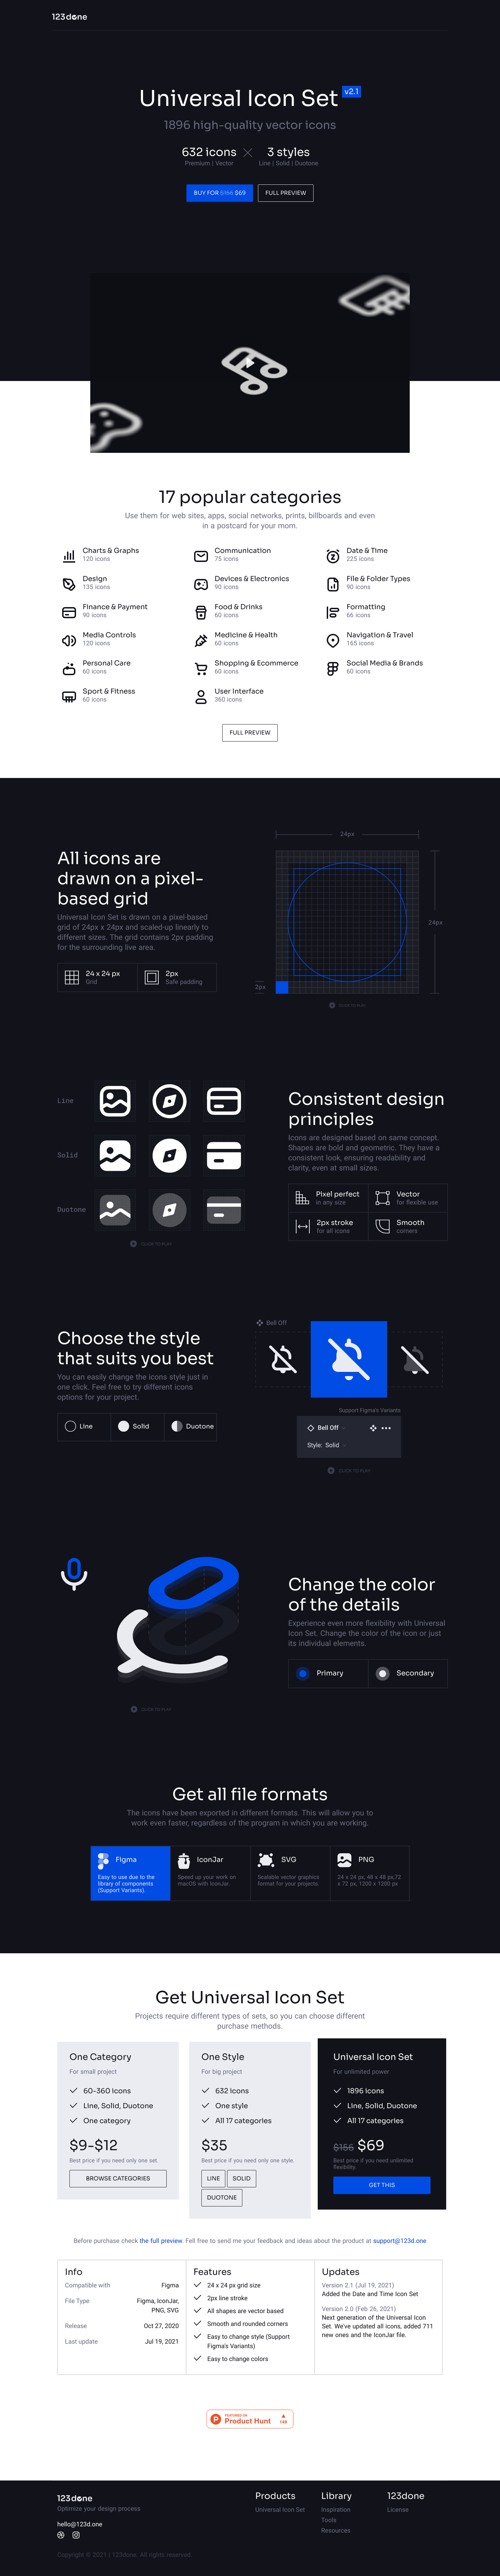 123done
Universal Icon Set v2.1
1896 high-quality vector icons
632 icons
Premium | Vector
3 styles
Line | Solid | Duotone
BUY FOR $156 $69
FULL PREVIEW
17 popular categories
Use them for web sites, apps, social networks, prints, billboards and even
in a postcard for your mom.
Charts & Graphs
120 icons
Communication
75 icons
Date & Time
225 icons
Design
135 icons
Devices & Electronics
90 icons
File & Folder Types
90 icons
Finance & Payment
90 icons
Food & Drinks
60 icons
Formatting
66 icons
Media Controls
120 icons
Medicine & Health
60 icons
Navigation & Travel
165 icons
Personal Care
60 icons
Shopping & Ecommerce
60 icons
Social Media & Brands
60 icons
Sport & Fitness
60 icons
User Interface
360 icons
FULL PREVIEW
All icons are
drawn on a pixel-
based grid
Universal Icon Set is drawn on a pixel-based
grid of 24px x 24px and scaled-up linearly to
different sizes. The grid contains 2px padding
for the surrounding live area.
24 x 24 px
Grid
2px
Safe padding
24px
24px
2px
CLICK TO PLAY
Line
Solid
Duotone
CLICK TO PLAY
Consistent design
principles
Icons are designed based on same concept.
Shapes are bold and geometric. They have a
consistent look, ensuring readability and
clarity, even at small sizes.
Pixel perfect
in any size
Vector
for flexible use
2px stroke
for all icons
Smooth
corners
Choose the style
that suits you best
You can easily change the icons style just in
one click. Feel free to try different icons
options for your project.
Line
Solid
Duotone
Bell Off
Support Figma's Variants
Bell Off
Style: Solid
CLICK TO PLAY
Change the color
of the details
Experience even more flexibility with Universal
Icon Set. Change the color of the icon or just
its individual elements.
Primary
Secondary
CLICK TO PLAY
Get all file formats
The icons have been exported in different formats. This will allow you to
work even faster, regardless of the program in which you are working.
Figma
Easy to use due to the
library of components
(Support Variants).
IconJar
Speed up your work on
macOS with IconJar.
SVG
Scalable vector graphics
format for your projects.
PNG
24 x 24 px, 48 x 48 px,72
x 72 px, 1200 x 1200 px
Get Universal Icon Set
Projects require different types of sets, so you can choose different
purchase methods.
One Category
For small project
60-360 icons
Line, Solid, Duotone
One category
$9-$12
Best price if you need only one set.
BROWSE CATEGORIES
One Style
For big project
632 icons
One style
All 17 categories
$35
Best price if you need only one style.
LINE
SOLID
DUOTONE
Universal Icon Set
For unlimited power
1896 icons
Line, Solid, Duotone
All 17 categories
$156 $69
Best price if you need unlimited
flexibility.
GET THIS
Before purchase check the full preview. Fell free to send my your feedback and ideas about the product at support@123d.one
Info
Compatible with Figma
File Type Figma, IconJar,
PNG, SVG
Release Oct 27, 2020
Last update Jul 19, 2021
Features
24 x 24 px grid size
2px line stroke
All shapes are vector based
Smooth and rounded corners
Easy to change style (Support
Figma's Variants)
Easy to change colors
Updates
Version 2.1 (Jul 19, 2021)
Added the Date and Time Icon Set
Version 2.0 (Feb 26, 2021)
Next generation of the Universal Icon
Set. We've updated all icons, added 711
new ones and the IconJar file.
FEATURED ON
Product Hunt
146
123done
Optimize your design process
hello@123d.one
Products
Universal Icon Set
Library
Inspiration
Tools
Resources
123done
License
Copyright © 2021 | 123done. All rights reserved.